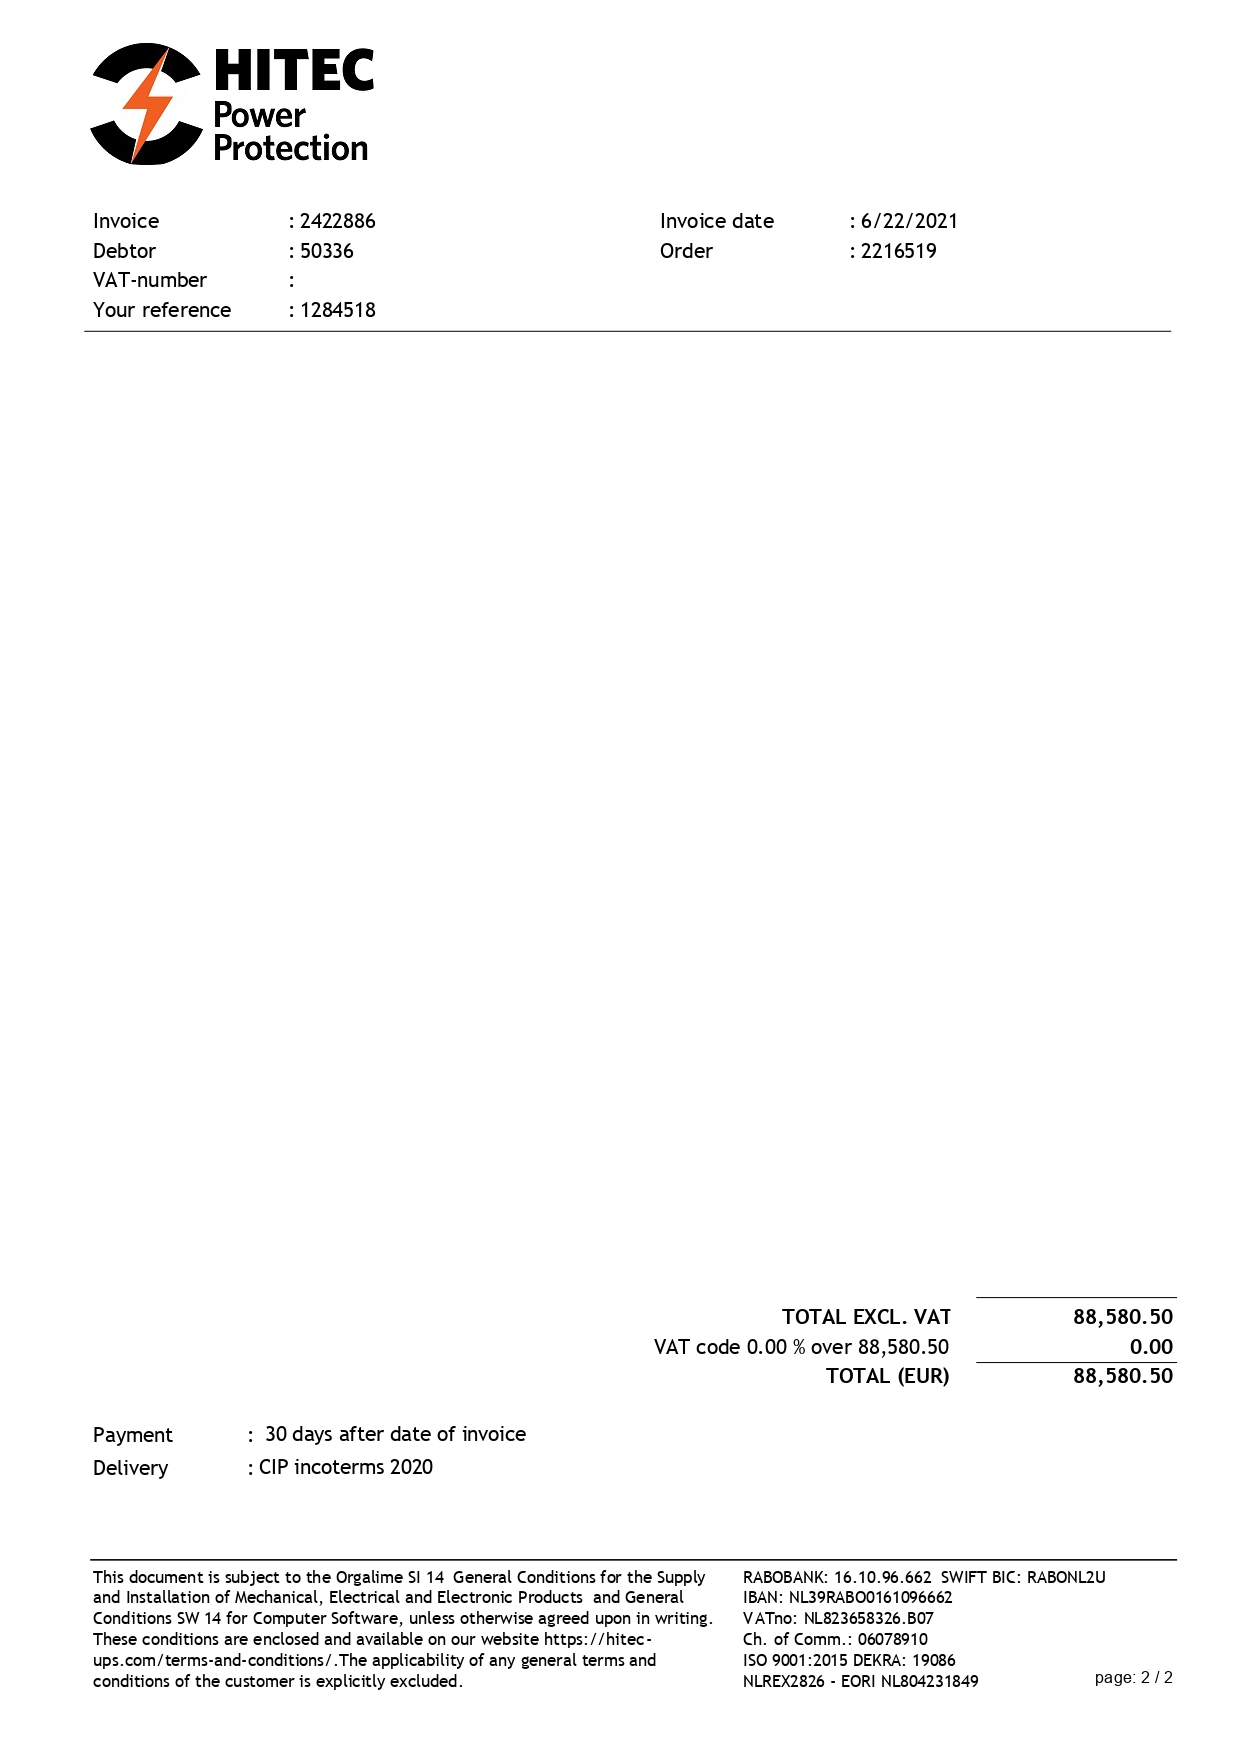 HITEC
Power
Protection
Invoice : 2422886 Invoice date : 6/22/2021
Debtor : 50336 Order : 2216519
VAT-number :
Your reference : 1284518
TOTAL EXCL. VAT 88,580.50
VAT code 0.00 % over 88,580.50 0.00
TOTAL (EUR) 88,580.50
Payment : 30 days after date of invoice
Delivery : CIP incoterms 2020
This document is subject to the Orgalime SI 14 General Conditions for the Supply
and Installation of Mechanical, Electrical and Electronic Products and General
Conditions SW 14 for Computer Software, unless otherwise agreed upon in writing.
These conditions are enclosed and available on our website https://hitec-
ups.com/terms-and-conditions/.The applicability of any general terms and
conditions of the customer is explicitly excluded.
RABOBANK: 16.10.96.662 SWIFT BIC: RABONL2U
IBAN: NL39RABO0161096662
VATno: NL823658326.B07
Ch. of Comm.: 06078910
ISO 9001:2015 DEKRA: 19086
NLREX2826 - EORI NL804231849
page: 2 / 2